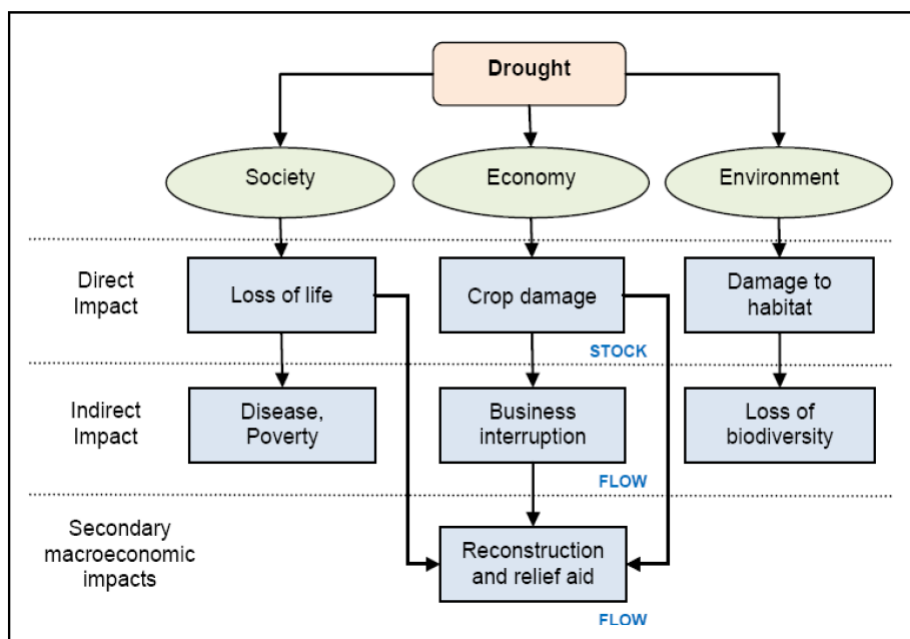 Drought
Society
Economy
Environment
Direct
Impact
Loss of life
Crop damage
Damage to
habitat
STOCK
Indirect
Impact
Disease,
Poverty
Business
interruption
Loss of
biodiversity
FLOW
Secondary
macroeconomic
impacts
Reconstruction
and relief aid
FLOW